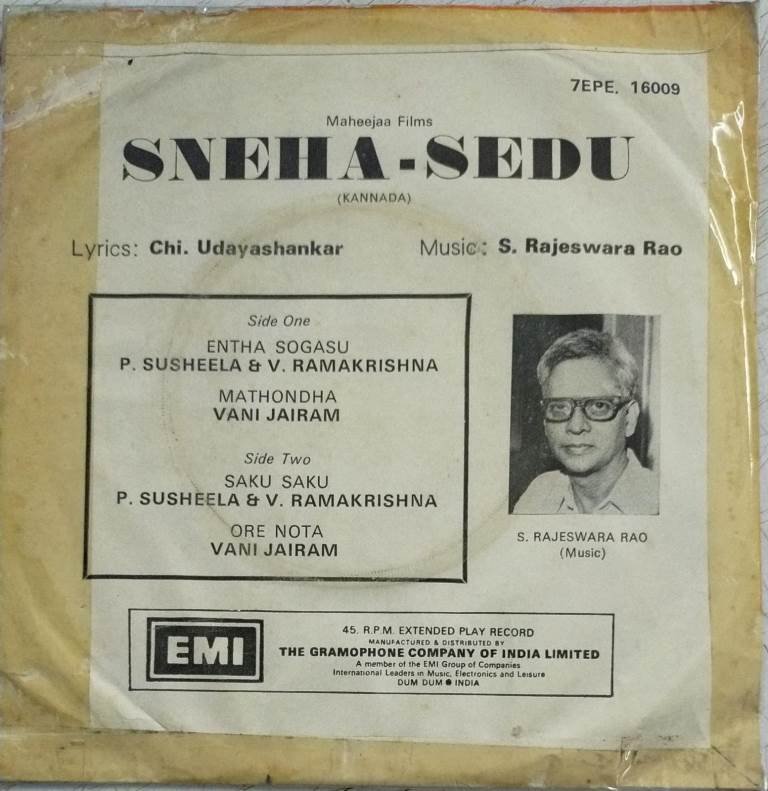 7EPE. 16009
Maheejaa Films
SNEHA-SEDU
(KANNADA)
Lyrics: Chi. Udayashankar
Music: S. Rajeswara Rao
Side One
ENTHA SOGASU
P. SUSHEELA & V. RAMAKRISHNA
MATHONDHA
VANI JAIRAM
Side Two
SAKU SAKU
P. SUSHEELA & V. RAMAKRISHNA
ORE NOTA
VANI JAIRAM
S. RAJESWARA RAO
(Music)
EMI
45. R.P.M. EXTENDED PLAY RECORD
MANUFACTURED & DISTRIBUTED BY
THE GRAMOPHONE COMPANY OF INDIA LIMITED
A member of the EMI Group of Companies
International Leaders in Music, Electronics and Leisure
DUM DUM ● INDIA